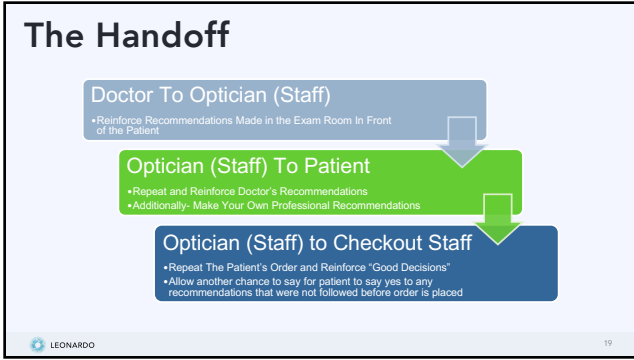 The Handoff
Doctor To Optician (Staff)
•Reinforce Recommendations Made in the Exam Room In Front
of the Patient
Optician (Staff) To Patient
•Repeat and Reinforce Doctor's Recommendations
•Additionally- Make Your Own Professional Recommendations
Optician (Staff) to Checkout Staff
•Repeat The Patient's Order and Reinforce "Good Decisions"
•Allow another chance to say for patient to say yes to any
recommendations that were not followed before order is placed
LEONARDO
19